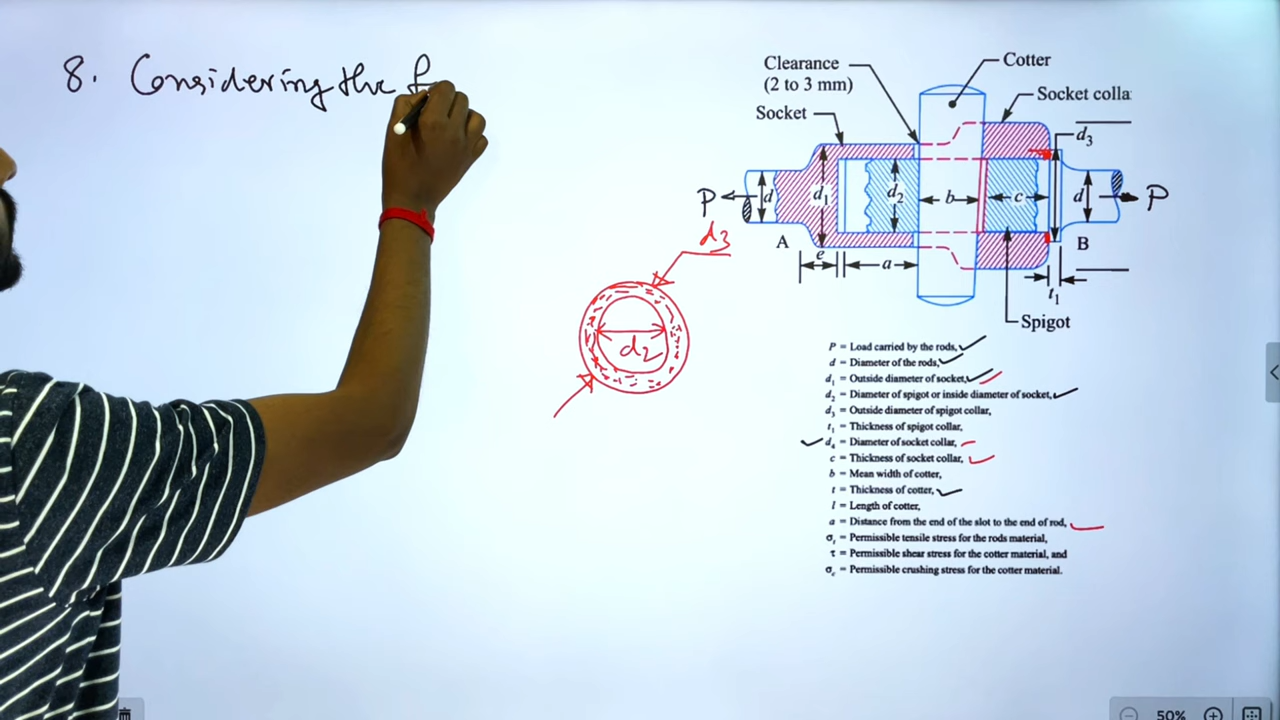 8. Considering the f
Clearance
(2 to 3 mm)
Socket
Cotter
Socket colla
d₃
P
d
d₁
d₂
b
c
d
P
A
B
e
a
t₁
Spigot
d3
d2
P = Load carried by the rods,
d = Diameter of the rods,
d₁ = Outside diameter of socket,
d₂ = Diameter of spigot or inside diameter of socket,
d₃ = Outside diameter of spigot collar,
t₁ = Thickness of spigot collar,
d₄ = Diameter of socket collar,
c = Thickness of socket collar,
b = Mean width of cotter,
t = Thickness of cotter,
l = Length of cotter,
a = Distance from the end of the slot to the end of rod,
σₜ = Permissible tensile stress for the rods material,
τ = Permissible shear stress for the cotter material, and
σ꜀ = Permissible crushing stress for the cotter material.
50%